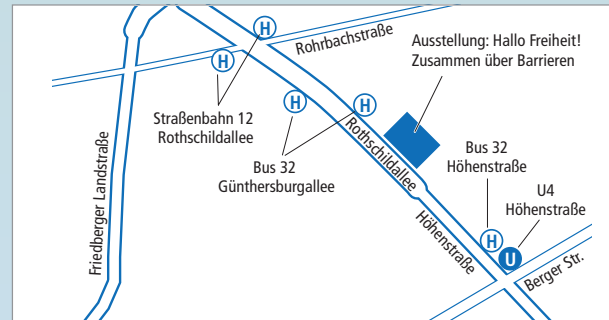 H
Rohrbachstraße
H
Ausstellung: Hallo Freiheit!
Zusammen über Barrieren
H
H
Straßenbahn 12
Rothschildallee
Rothschildallee
Bus 32
Günthersburgallee
Bus 32
Höhenstraße
U4
Höhenstraße
Friedberger Landstraße
Höhenstraße
H
U
Berger Str.